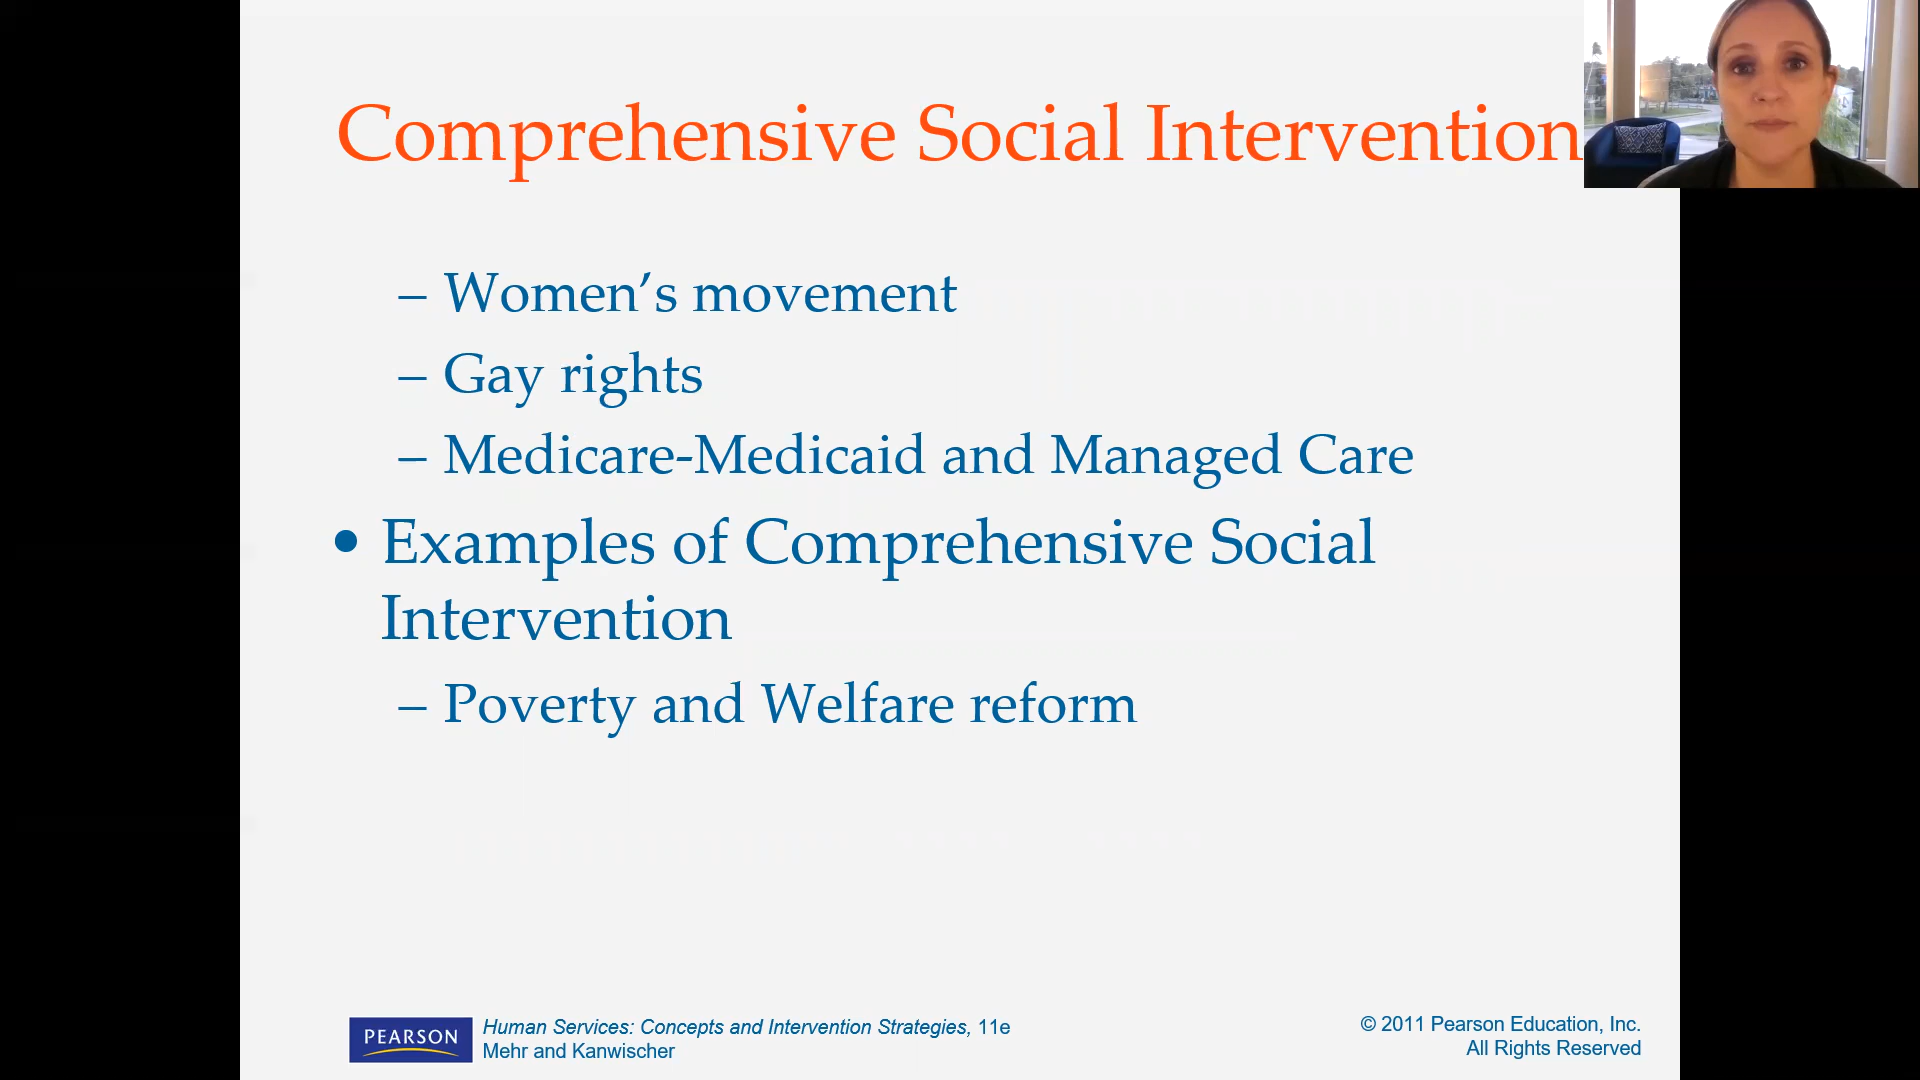 Comprehensive Social Intervention
– Women’s movement
– Gay rights
– Medicare-Medicaid and Managed Care
• Examples of Comprehensive Social
Intervention
– Poverty and Welfare reform
PEARSON
Human Services: Concepts and Intervention Strategies, 11e
Mehr and Kanwischer
© 2011 Pearson Education, Inc.
All Rights Reserved